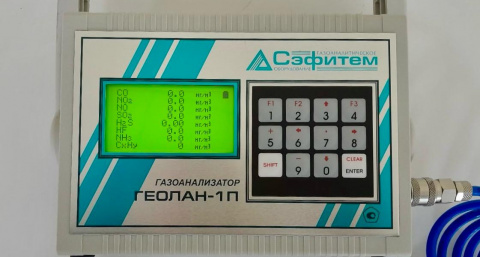 ГАЗОАНАЛИТИЧЕСКОЕ
Сэфитем
ОБОРУДОВАНИЕ
CO 0.0 мг/м³
NO₂ 0.0 мг/м³
NO 0.0 мг/м³
SO₂ 0.0 мг/м³
H₂S 0.00 мг/м³
HF 0.0 мг/м³
NH₃ 0.0 мг/м³
CxHy 0 мг/м³
F1 F2 F3
1 2 3 4
+ -
5 6 7 8
SHIFT 9 0 CLEAR
ENTER
ГАЗОАНАЛИЗАТОР
ГЕОЛАН-1П